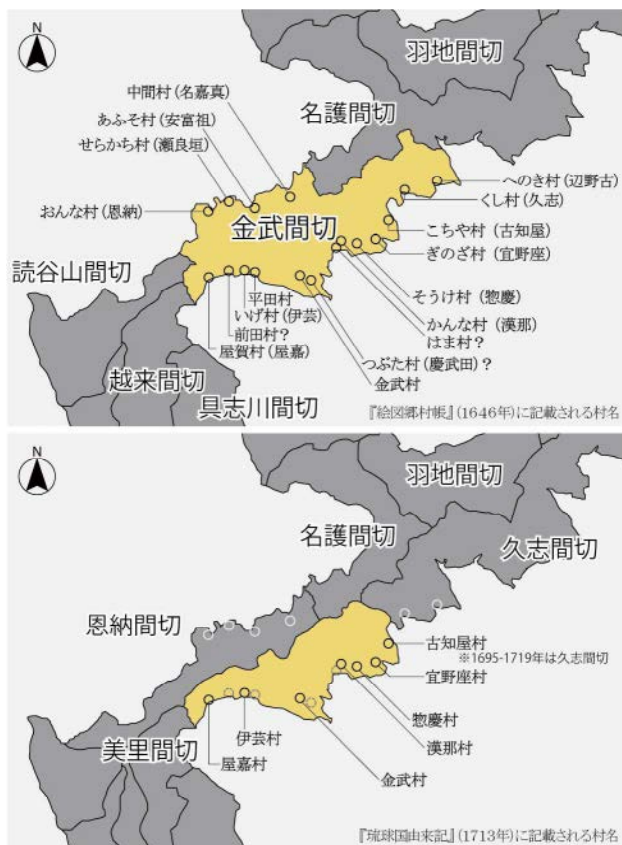 N
羽地間切
中間村（名嘉真）
名護間切
あふそ村（安富祖）
せらかち村（瀬良垣）
へのき村（辺野古）
くし村（久志）
おんな村（恩納）
金武間切
こちや村（古知屋）
ぎのざ村（宜野座）
読谷山間切
そうけ村（惣慶）
平田村
いげ村（伊芸）
かんな村（漢那）
前田村？
はま村？
屋賀村（屋嘉）
つぶた村（慶武田）？
越来間切
金武村
具志川間切
『絵図郷村帳』（1646年）に記載される村名
N
羽地間切
名護間切
久志間切
恩納間切
古知屋村
※1695-1719年は久志間切
宜野座村
惣慶村
伊芸村
漢那村
美里間切
屋嘉村
金武村
『琉球国由来記』（1713年）に記載される村名